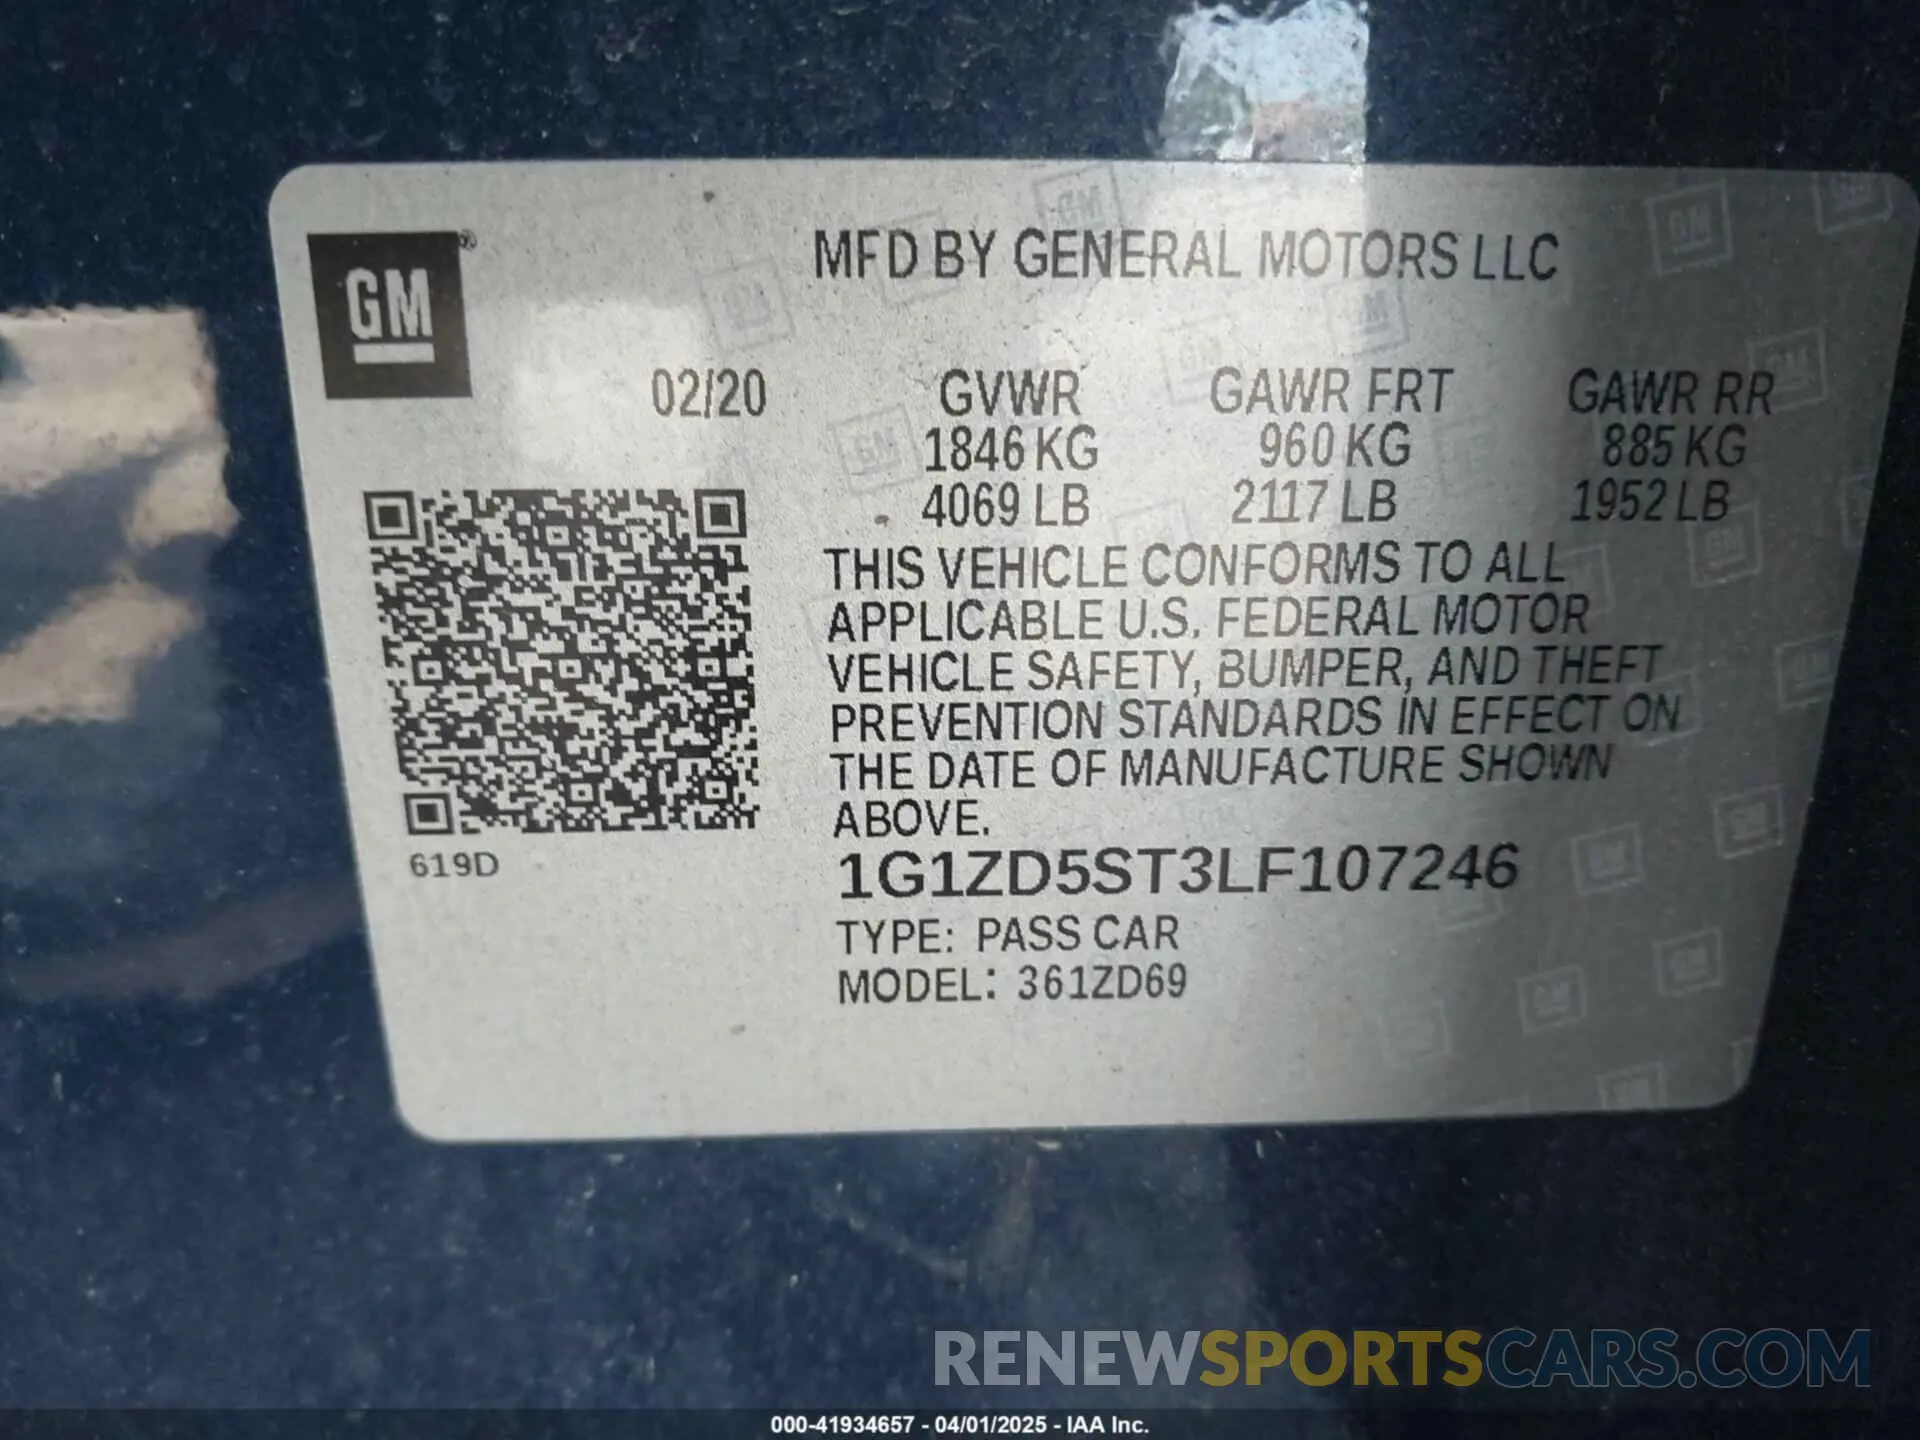 GM®
MFD BY GENERAL MOTORS LLC
02/20 GVWR GAWR FRT GAWR RR
1846 KG 960 KG 885 KG
4069 LB 2117 LB 1952 LB
THIS VEHICLE CONFORMS TO ALL
APPLICABLE U.S. FEDERAL MOTOR
VEHICLE SAFETY, BUMPER, AND THEFT
PREVENTION STANDARDS IN EFFECT ON
THE DATE OF MANUFACTURE SHOWN
ABOVE.
619D
1G1ZD5ST3LF107246
TYPE: PASS CAR
MODEL: 361ZD69
RENEWSPORTSCARS.COM
000-41934657 - 04/01/2025 - IAA Inc.